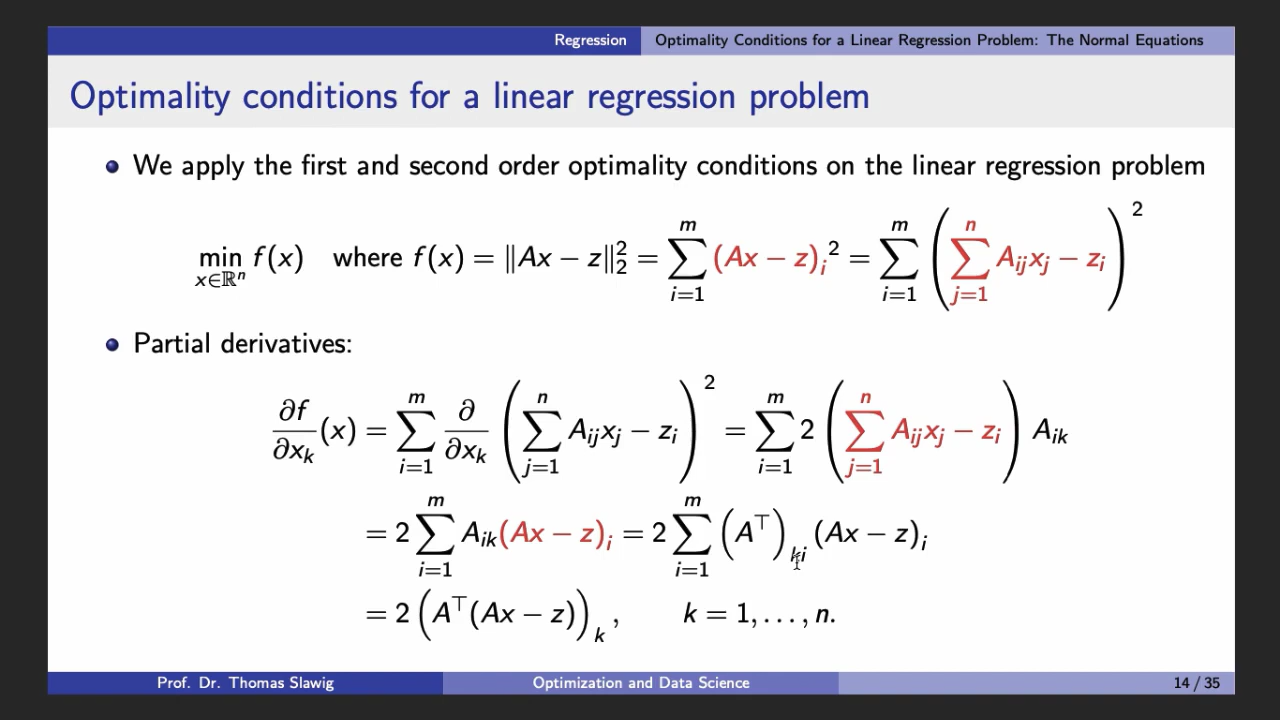 Regression Optimality Conditions for a Linear Regression Problem: The Normal Equations
Optimality conditions for a linear regression problem
• We apply the first and second order optimality conditions on the linear regression problem
min_{x∈ℝⁿ} f(x) where f(x) = ‖Ax − z‖₂² = ∑_{i=1}^{m} (Ax − z)_i² = ∑_{i=1}^{m} (∑_{j=1}^{n} A_{ij}x_j − z_i)²
• Partial derivatives:
∂f/∂x_k (x) = ∑_{i=1}^{m} ∂/∂x_k (∑_{j=1}^{n} A_{ij}x_j − z_i)² = ∑_{i=1}^{m} 2 (∑_{j=1}^{n} A_{ij}x_j − z_i) A_{ik}
= 2 ∑_{i=1}^{m} A_{ik}(Ax − z)_i = 2 ∑_{i=1}^{m} (A^⊤)_{ki} (Ax − z)_i
= 2 (A^⊤(Ax − z))_k, k = 1, . . . , n.
Prof. Dr. Thomas Slawig Optimization and Data Science 14 / 35